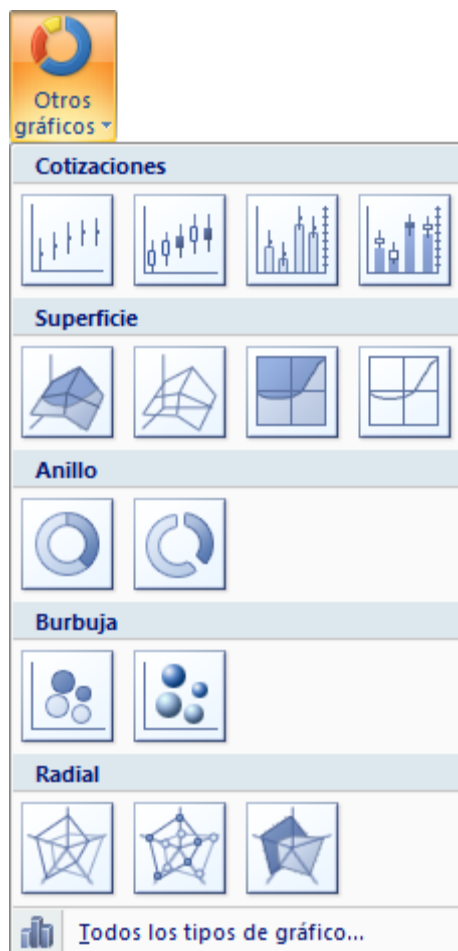 Otros
gráficos
Cotizaciones
Superficie
Anillo
Burbuja
Radial
Todos los tipos de gráfico...